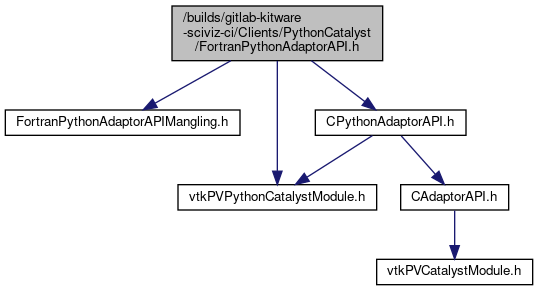 /builds/gitlab-kitware
-sciviz-ci/Clients/PythonCatalyst
/FortranPythonAdaptorAPI.h
FortranPythonAdaptorAPIMangling.h
CPythonAdaptorAPI.h
vtkPVPythonCatalystModule.h
CAdaptorAPI.h
vtkPVCatalystModule.h